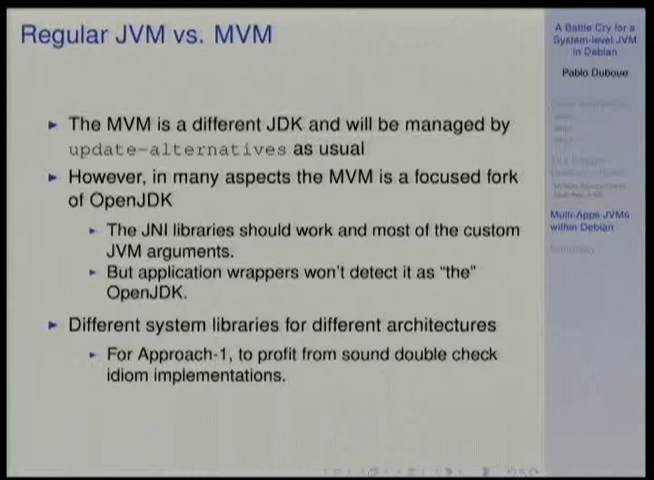 Regular JVM vs. MVM
► The MVM is a different JDK and will be managed by
update-alternatives as usual
► However, in many aspects the MVM is a focused fork
of OpenJDK
► The JNI libraries should work and most of the custom
JVM arguments.
► But application wrappers won't detect it as "the"
OpenJDK.
► Different system libraries for different architectures
► For Approach-1, to profit from sound double check
idiom implementations.
A Battle Cry for a
System-level JVM
in Debian
Pablo Duboue
Multi-Apps JVMs
within Debian
Summary